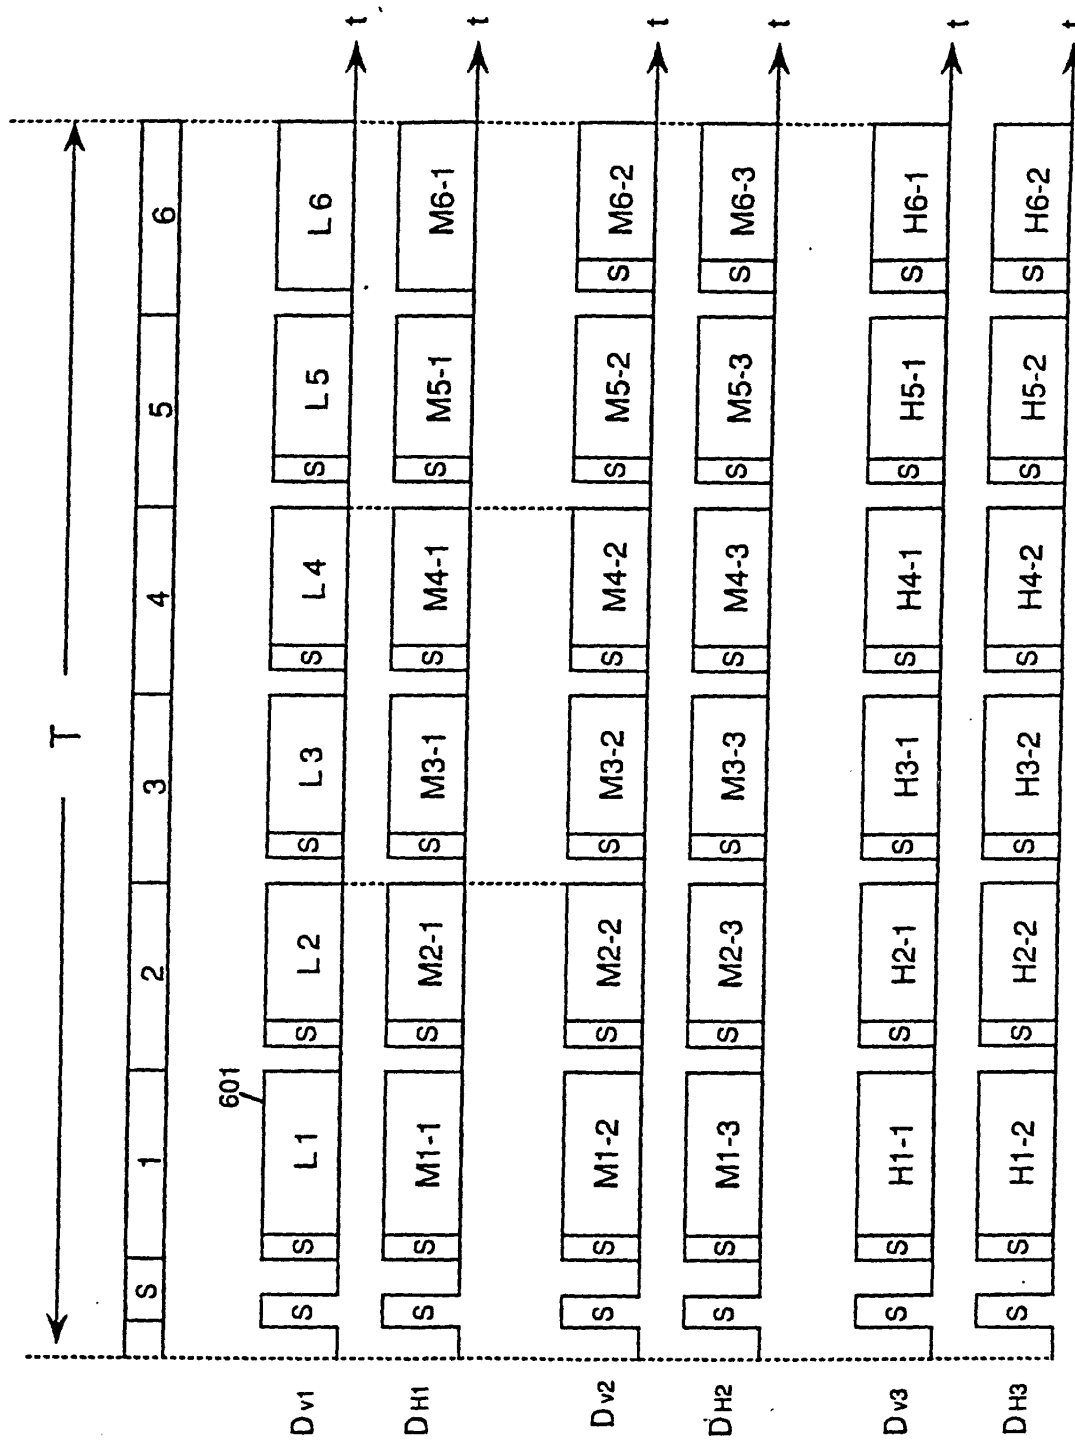 T
S 1 2 3 4 5 6
601
Dv1 S S L1 S L2 S L3 S L4 S L5 L6 t
DH1 S S M1-1 S M2-1 S M3-1 S M4-1 S M5-1 M6-1 t
Dv2 S S M1-2 S M2-2 S M3-2 S M4-2 S M5-2 S M6-2 t
DH2 S S M1-3 S M2-3 S M3-3 S M4-3 S M5-3 S M6-3 t
Dv3 S S H1-1 S H2-1 S H3-1 S H4-1 S H5-1 S H6-1 t
DH3 S S H1-2 S H2-2 S H3-2 S H4-2 S H5-2 S H6-2 t